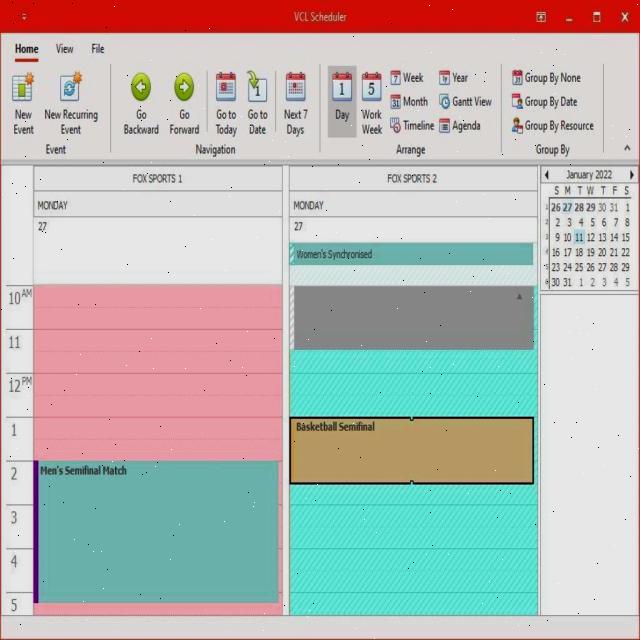 VCL Scheduler
Home View File
New Event
New Recurring Event
Event
Go Backward
Go Forward
Go to Today
Go to Date
Next 7 Days
Navigation
Day
Work Week
Week
Month
Timeline
Year
Gantt View
Agenda
Arrange
Group By None
Group By Date
Group By Resource
Group By
FOX SPORTS 1
FOX SPORTS 2
MONDAY
MONDAY
27
27
Women's Synchronised
10 AM
11
12 PM
1
2
3
4
5
Basketball Semifinal
Men's Semifinal Match
January 2022
S M T W T F S
26 27 28 29 30 31 1
2 3 4 5 6 7 8
9 10 11 12 13 14 15
16 17 18 19 20 21 22
23 24 25 26 27 28 29
30 31 1 2 3 4 5